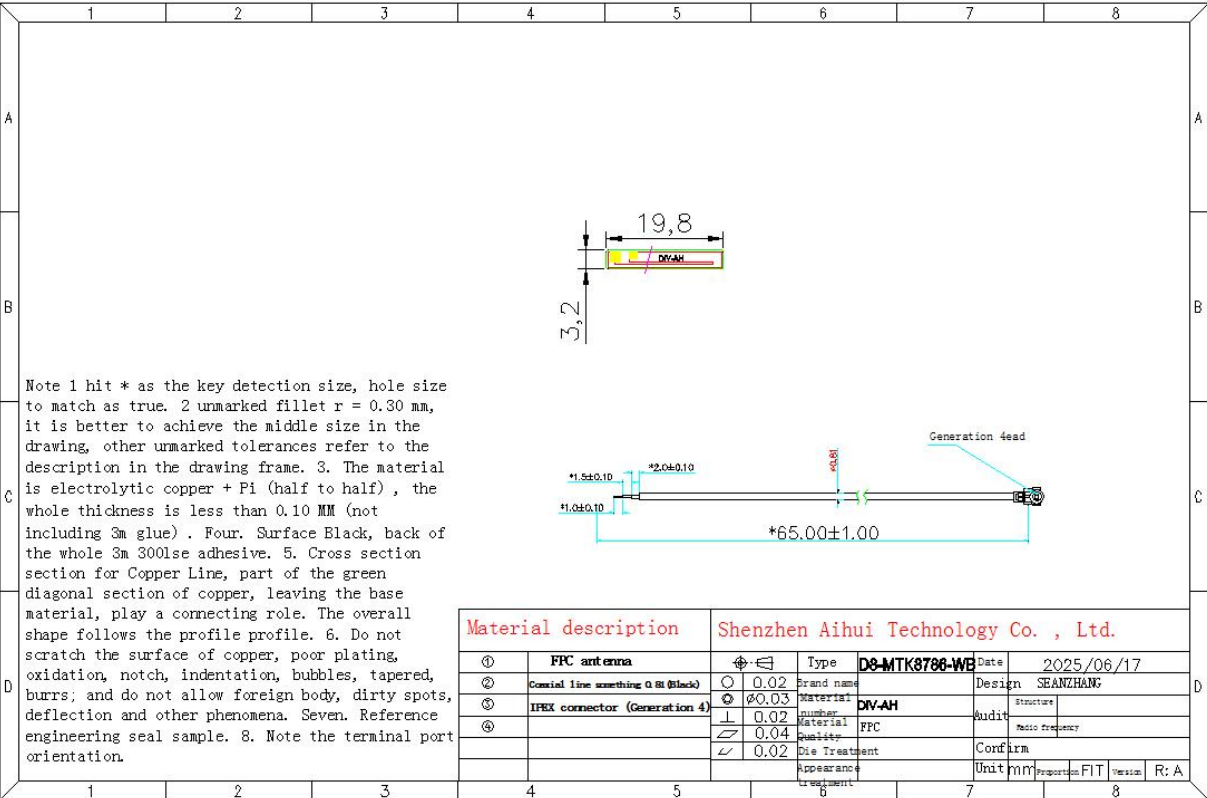 1 2 3 4 5 6 7 8
A A
19,8
DIV-AH
B B
3,2
Note 1 hit * as the key detection size, hole size
to match as true. 2 unmarked fillet r = 0.30 mm,
it is better to achieve the middle size in the
drawing, other unmarked tolerances refer to the
description in the drawing frame. 3. The material
is electrolytic copper + Pi (half to half) , the
whole thickness is less than 0.10 MM (not
including 3m glue) . Four. Surface Black, back of
the whole 3m 300lse adhesive. 5. Cross section
section for Copper Line, part of the green
diagonal section of copper, leaving the base
material, play a connecting role. The overall
shape follows the profile profile. 6. Do not
scratch the surface of copper, poor plating,
oxidation, notch, indentation, bubbles, tapered,
burrs; and do not allow foreign body, dirty spots,
deflection and other phenomena. Seven. Reference
engineering seal sample. 8. Note the terminal port
orientation.
Generation 4ead
*2.0±0.10
*1.5±0.10
C C
*1.0±0.10
*65.00±1.00
Material description
Shenzhen Aihui Technology Co. , Ltd.
① FPC antenna
② Coaxial line something 0.81(Black)
③ IPEX connector (Generation 4)
④
0.02
⌀0.03
0.02
0.04
0.02
Type D8-MTK8786-WB
Brand name
Material number DIV-AH
Material Quality FPC
Die Treatment
Appearance treatment
Date 2025/06/17
Design SEANZHANG
Audit Structure
Radio frequency
Confirm
Unit mm Proportion FIT Version R: A
D D
1 2 3 4 5 6 7 8